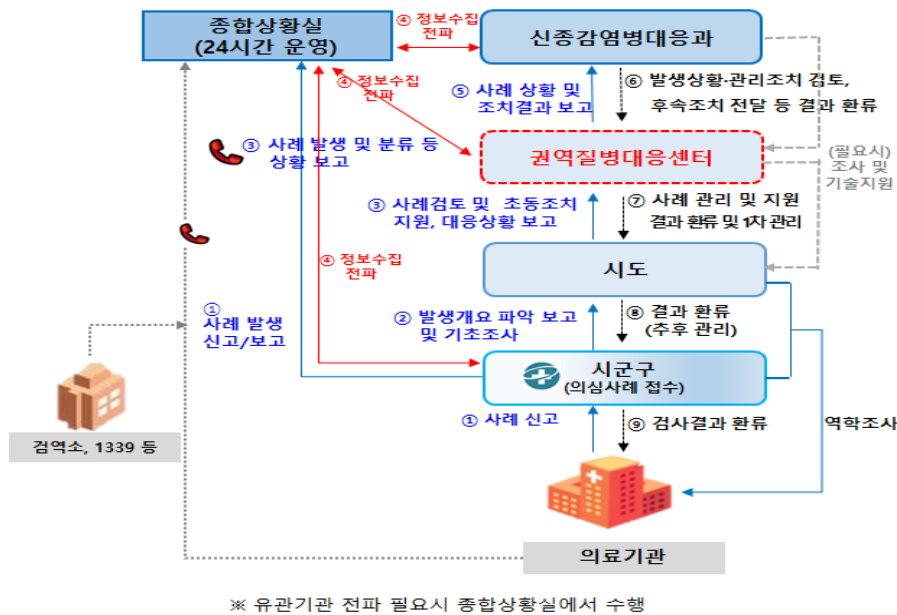 종합상황실
(24시간 운영)
④ 정보수집
전파
신종감염병대응과
④ 정보수집
전파
⑤ 사례 상황 및
조치결과 보고
⑥ 발생상황·관리조치 검토,
후속조치 전달 등 결과 환류
③ 사례 발생 및 분류 등
상황 보고
권역질병대응센터
(필요시)
조사 및
기술지원
③ 사례검토 및 초동조치
지원, 대응상황 보고
⑦ 사례 관리 및 지원
결과 환류 및 1차 관리
④ 정보수집
전파
시도
①
사례 발생
신고/보고
② 발생개요 파악 보고
및 기초조사
⑧ 결과 환류
(추후 관리)
시군구
(의심사례 접수)
① 사례 신고
⑨ 검사결과 환류
역학조사
검역소, 1339 등
의료기관
※ 유관기관 전파 필요시 종합상황실에서 수행